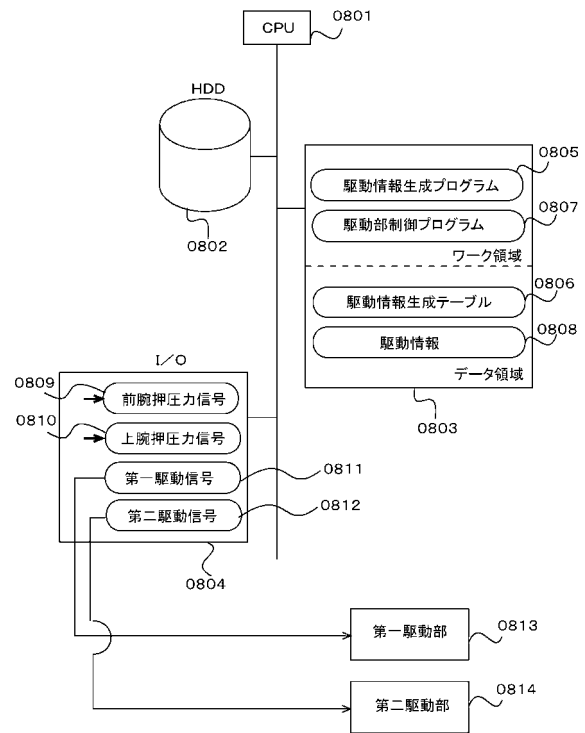 CPU
0801
HDD
0802
駆動情報生成プログラム
0805
駆動部制御プログラム
0807
ワーク領域
駆動情報生成テーブル
0806
駆動情報
0808
データ領域
0803
I/O
0809
前腕押圧力信号
0810
上腕押圧力信号
第一駆動信号
0811
第二駆動信号
0812
0804
第一駆動部
0813
第二駆動部
0814